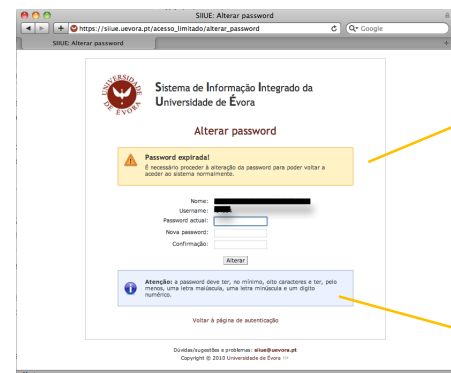 SIIUE: Alterar password
https://siiue.uevora.pt/acesso_limitado/alterar_password
Google
SIIUE: Alterar password
UNIVERSIDADE DE ÉVORA
Sistema de Informação Integrado da
Universidade de Évora
Alterar password
Password expirada!
É necessário proceder à alteração da password para poder voltar a
aceder ao sistema normalmente.
Nome:
Username:
Password actual:
Nova password:
Confirmação:
Alterar
Atenção: a password deve ter, no mínimo, oito caracteres e ter, pelo
menos, uma letra maiúscula, uma letra minúscula e um dígito
numérico.
Voltar à página de autenticação
Dúvidas/sugestões e problemas: siiue@uevora.pt
Copyright © 2010 Universidade de Évora